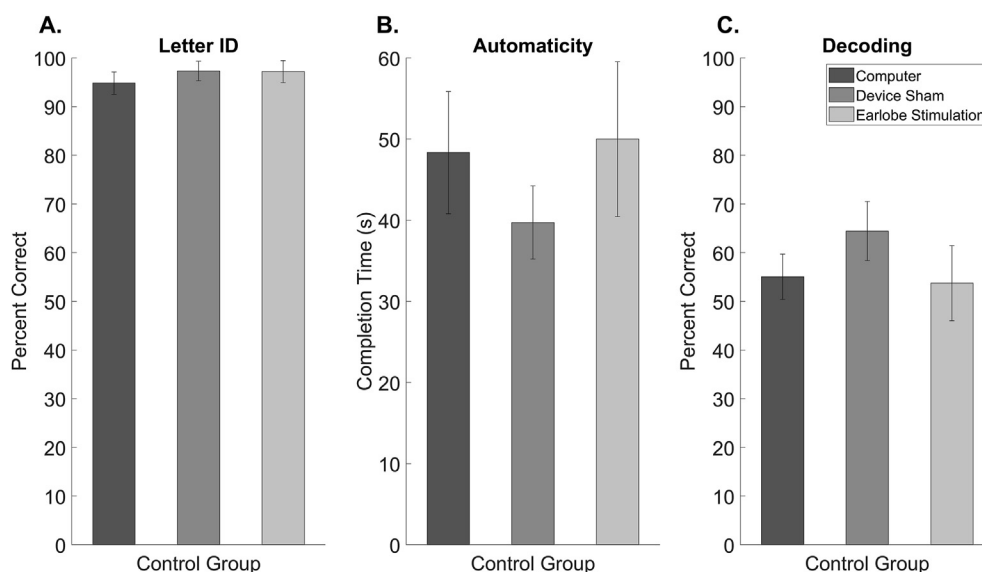 A.
Letter ID
Percent Correct
100
90
80
70
60
50
40
30
20
10
0
Control Group
B.
Automaticity
Completion Time (s)
60
50
40
30
20
10
0
Control Group
C.
Decoding
Percent Correct
100
90
80
70
60
50
40
30
20
10
0
Computer
Device Sham
Earlobe Stimulation
Control Group